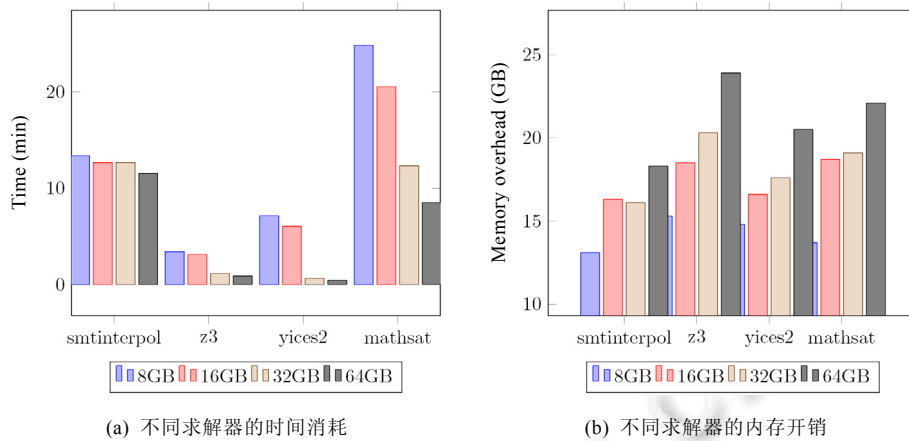 Time (min)
20
10
0
smtinterpol z3 yices2 mathsat
8GB 16GB 32GB 64GB
(a) 不同求解器的时间消耗
Memory overhead (GB)
25
20
15
10
smtinterpol z3 yices2 mathsat
8GB 16GB 32GB 64GB
(b) 不同求解器的内存开销